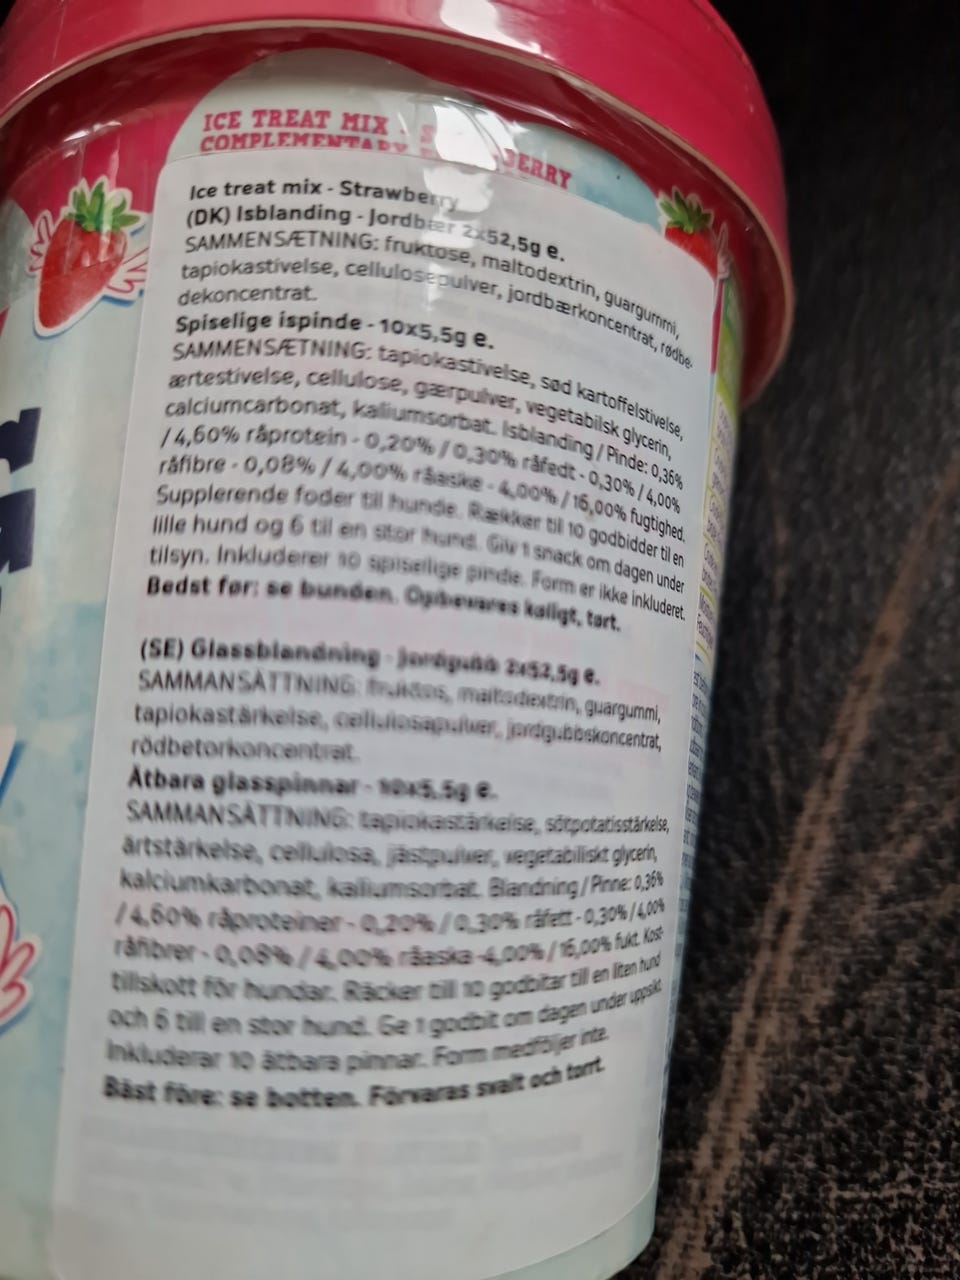 ICE TREAT MIX - S BERRY
COMPLEMENTARY
Ice treat mix - Strawberry
(DK) Isblanding - Jordbær 2x52,5g e.
SAMMENSÆTNING: fruktose, maltodextrin, guargummi,
tapiokastivelse, cellulosepulver, jordbærkoncentrat, rødbe-
dekoncentrat.
Spiselige ispinde - 10x5,5g e.
SAMMENSÆTNING: tapiokastivelse, sød kartoffelstivelse,
ærtestivelse, cellulose, gærpulver, vegetabilsk glycerin,
calciumcarbonat, kaliumsorbat. Isblanding / Pinde: 0,36%
/ 4,60% råprotein - 0,20% / 0,30% råfedt - 0,30% / 4,00%
råfibre - 0,08% / 4,00% råaske - 4,00% / 16,00% fugtighed.
Supplerende foder til hunde. Rækker til 10 godbidder til en
lille hund og 6 til en stor hund. Giv 1 snack om dagen under
tilsyn. Inkluderer 10 spiselige pinde. Form er ikke inkluderet.
Bedst før: se bunden. Opbevares køligt, tørt.
(SE) Glassblandning - jordgubb 2x52,5g e.
SAMMANSÄTTNING: fruktos, maltodextrin, guargummi,
tapiokastärkelse, cellulosapulver, jordgubbskoncentrat,
rödbetorkoncentrat.
Ätbara glasspinnar - 10x5,5g e.
SAMMANSÄTTNING: tapiokastärkelse, sötpotatisstärkelse,
ärtstärkelse, cellulosa, jästpulver, vegetabiliskt glycerin,
kalciumkarbonat, kaliumsorbat. Blandning / Pinne: 0,36%
/ 4,60% råproteiner - 0,20% / 0,30% råfett - 0,30% / 4,00%
råfibrer - 0,08% / 4,00% råaska -4,00% / 16,00% fukt. Kost-
tillskott för hundar. Räcker till 10 godbitar till en liten hund
och 6 till en stor hund. Ge 1 godbit om dagen under uppsikt.
Inkluderar 10 ätbara pinnar. Form medföljer inte.
Bäst före: se botten. Förvaras svalt och torrt.